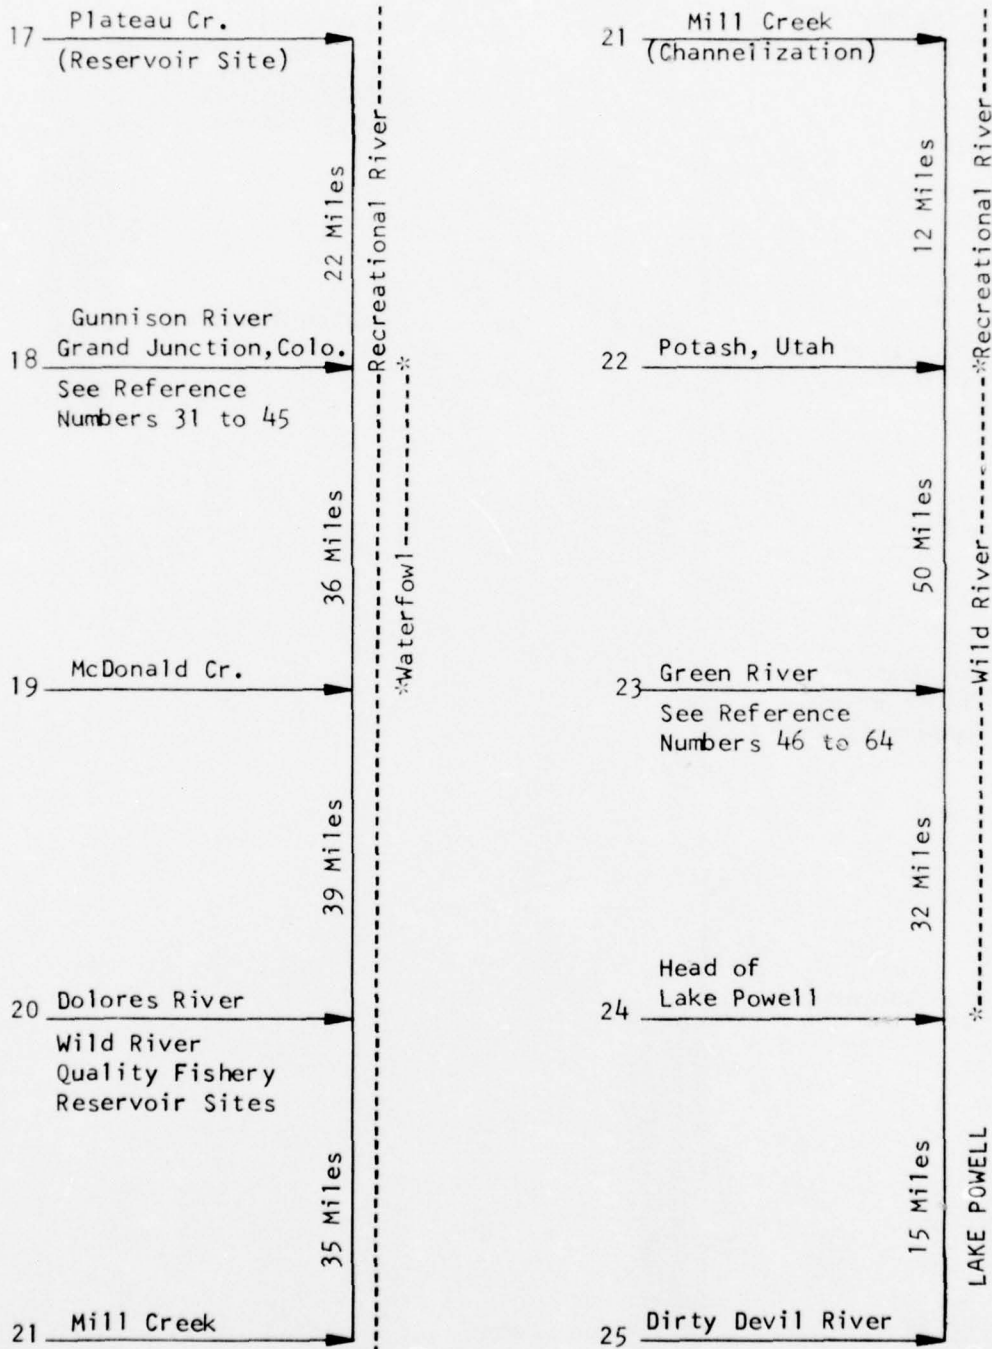 17 Plateau Cr.
(Reservoir Site)
22 Miles
Recreational River
Gunnison River
18 Grand Junction, Colo.
See Reference
Numbers 31 to 45
36 Miles
*Waterfowl*
19 McDonald Cr.
39 Miles
20 Dolores River
Wild River
Quality Fishery
Reservoir Sites
35 Miles
21 Mill Creek
21 Mill Creek
(Channelization)
12 Miles
*Recreational River
22 Potash, Utah
50 Miles
*Wild River
23 Green River
See Reference
Numbers 46 to 64
32 Miles
Head of
24 Lake Powell
15 Miles
LAKE POWELL
25 Dirty Devil River